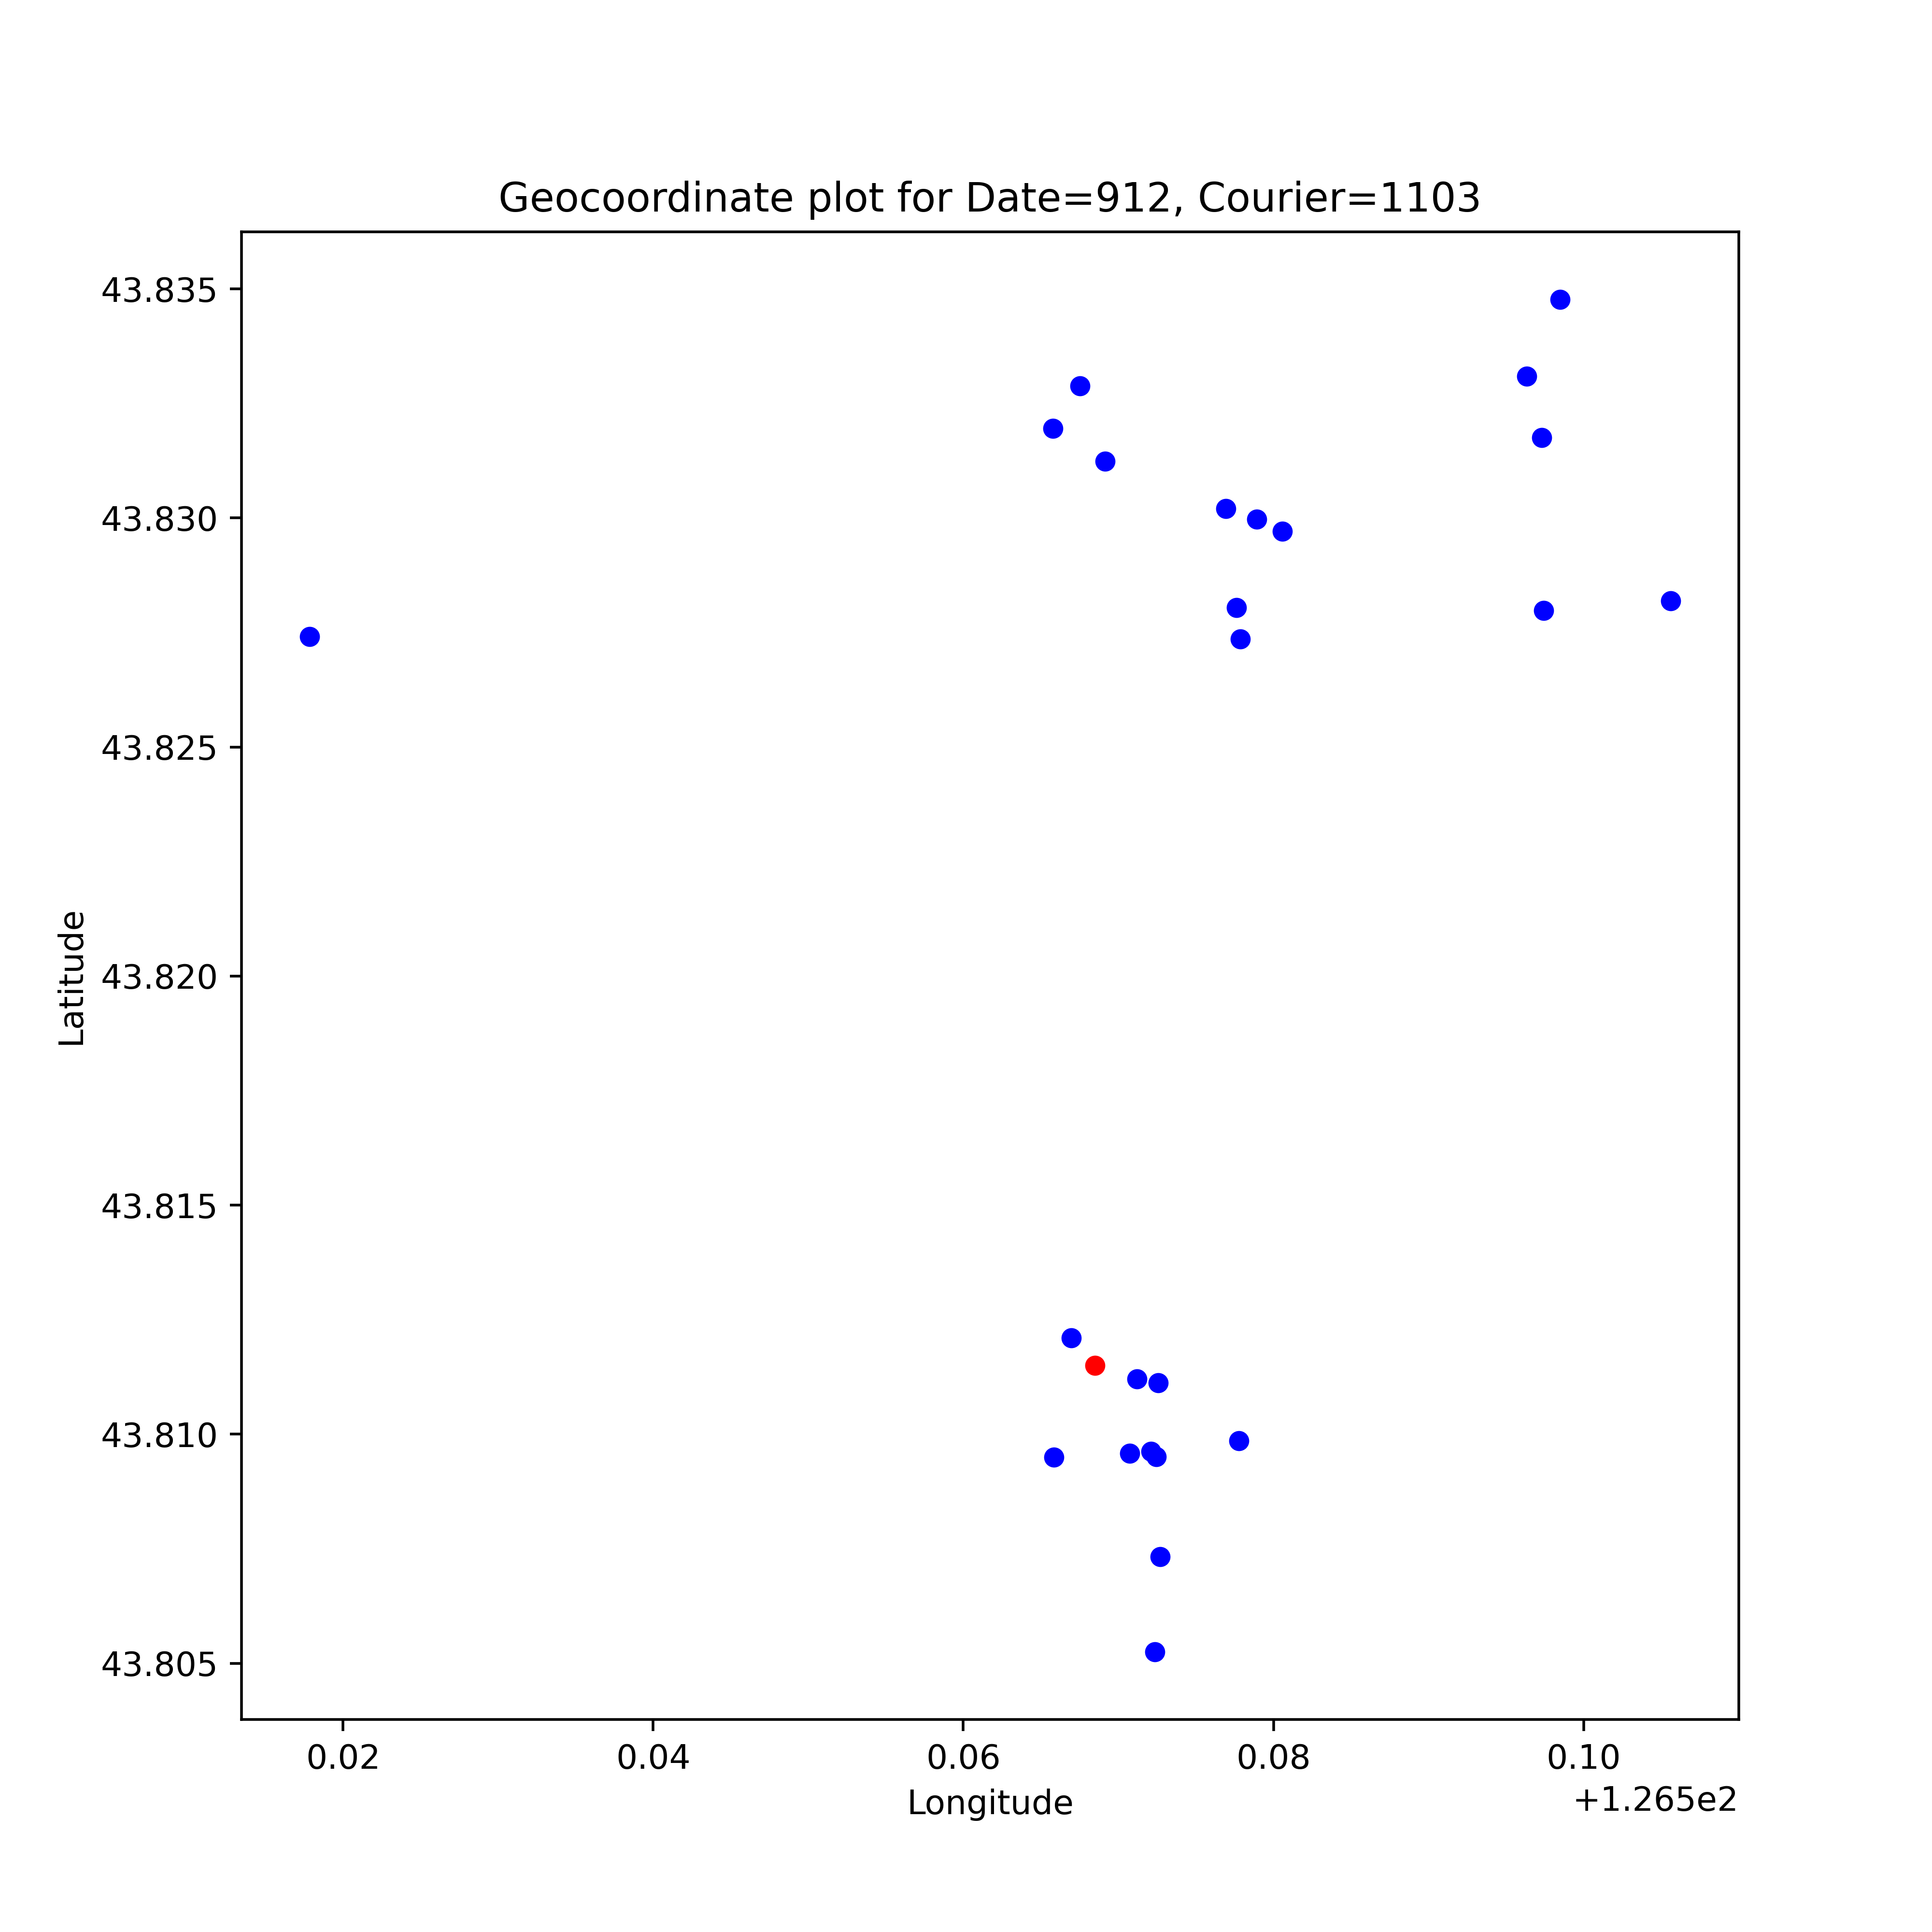 Geocoordinate plot for Date=912, Courier=1103
43.835
43.830
43.825
43.820
43.815
43.810
43.805
Latitude
0.02 0.04 0.06 0.08 0.10
Longitude
+1.265e2